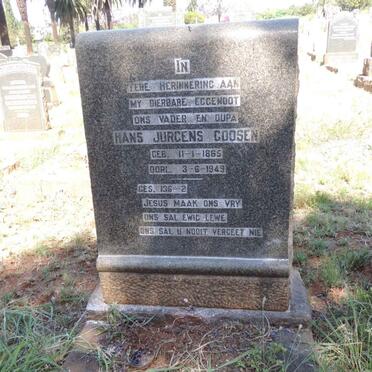 IN
TERE HERINNERING AAN
MY DIERBARE EGGENOOT
ONS VADER EN OUPA
HANS JURGENS GOOSEN
GEB. 11-1-1865
OORL. 3-6-1949
GES. 136-2
JESUS MAAK ONS VRY
ONS SAL EWIG LEWE
ONS SAL U NOOIT VERGEET NIE